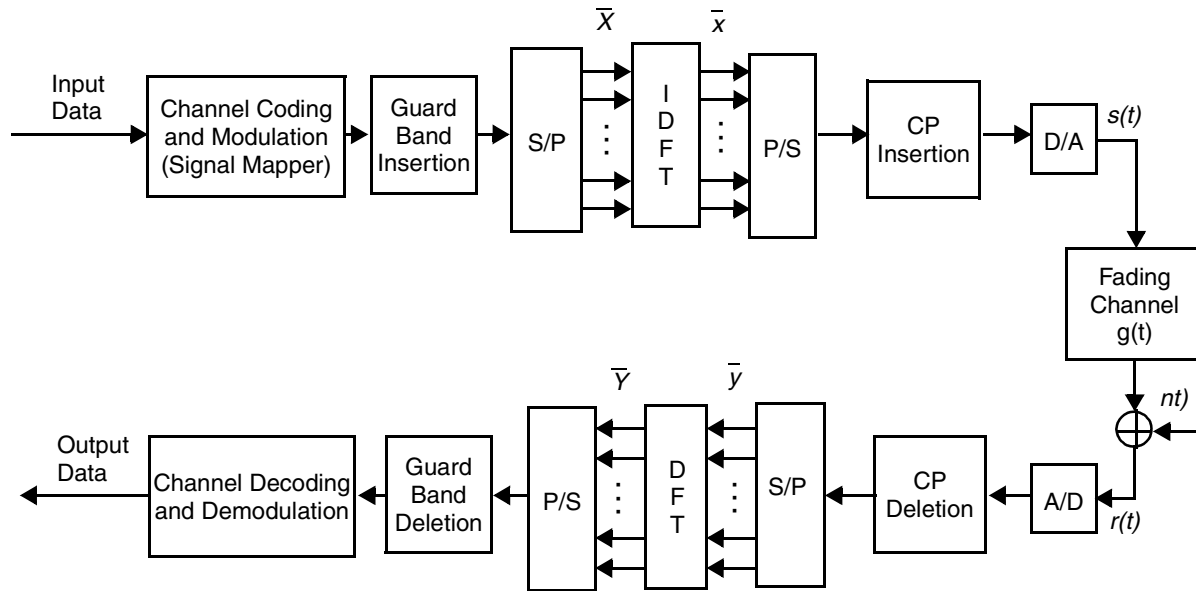 X̅
x̅
Input
Data
Channel Coding
and Modulation
(Signal Mapper)
Guard
Band
Insertion
S/P
I
D
F
T
P/S
CP
Insertion
D/A
s(t)
Fading
Channel
g(t)
nt)
Y̅
y̅
Output
Data
Channel Decoding
and Demodulation
Guard
Band
Deletion
P/S
D
F
T
S/P
CP
Deletion
A/D
r(t)